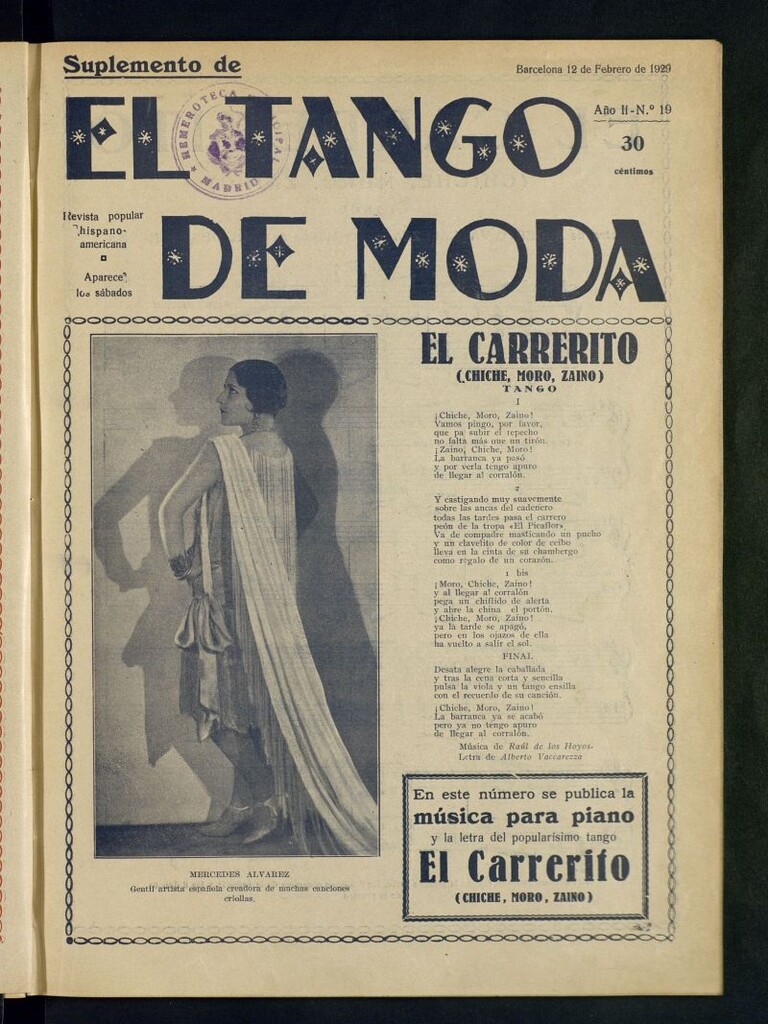 Suplemento de
Barcelona 12 de Febrero de 1929
EL TANGO
DE MODA
Año II-N.º 19
30
céntimos
HEMEROTECA MUNICIPAL
MADRID
Revista popular
hispano-
americana
Aparece
los sábados
EL CARRERITO
(CHICHE, MORO, ZAINO)
TANGO
I
¡Chiche, Moro, Zaino!
Vamos pingo, por favor,
que pa subir el repecho
no falta más que un tirón.
¡Zaino, Chiche, Moro!
La barranca ya pasó
y por verla tengo apuro
de llegar al corralón.
2
Y castigando muy suavemente
sobre las ancas del cadenero
todas las tardes pasa el carrero
peón de la tropa «El Picaflor»
Va de compadre masticando un pucho
y un clavelito de color de ceibo
lleva en la cinta de su chambergo
como regalo de un corazón.
1 bis
¡Moro, Chiche, Zaino!
y al llegar al corralón
pega un chiflido de alerta
y abre la china el portón.
¡Chiche, Moro, Zaino!
ya la tarde se apagó,
pero en los ojazos de ella
ha vuelto a salir el sol.
FINAL
Desata alegre la caballada
y tras la cena corta y sencilla
pulsa la viola y un tango ensilla
con el recuerdo de su canción.
¡Chiche, Moro, Zaino!
La barranca ya se acabó
pero ya no tengo apuro
de llegar al corralón.
Música de Raúl de los Hoyos.
Letra de Alberto Vaccarezza
MERCEDES ALVAREZ
Gentil artista española creadora de muchas canciones
criollas.
En este número se publica la
música para piano
y la letra del popularísimo tango
El Carrerito
(CHICHE, MORO, ZAINO)